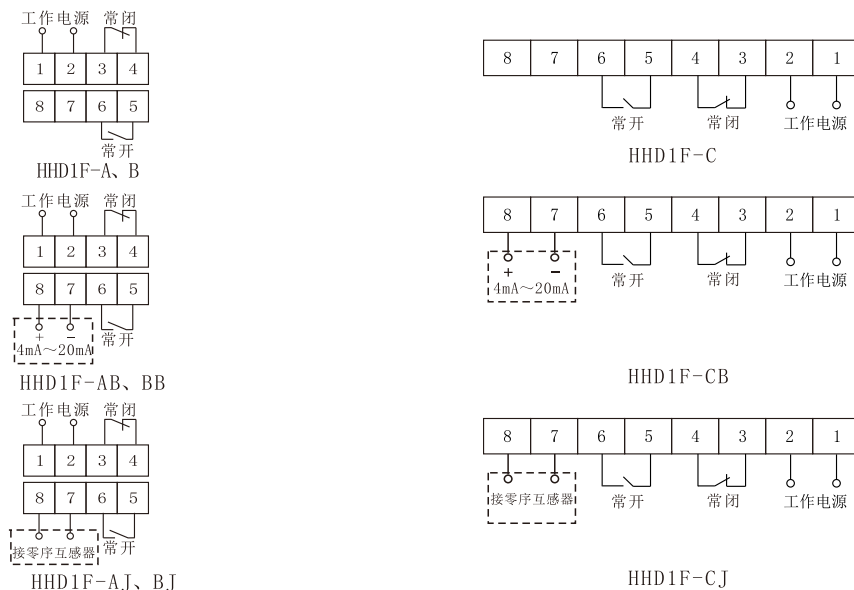 工作电源 常闭
1 2 3 4
8 7 6 5
常开
HHD1F-A、B
工作电源 常闭
1 2 3 4
8 7 6 5
+ −
4mA～20mA
常开
HHD1F-AB、BB
工作电源 常闭
1 2 3 4
8 7 6 5
接零序互感器
常开
HHD1F-AJ、BJ
8 7 6 5 4 3 2 1
常开 常闭 工作电源
HHD1F-C
8 7 6 5 4 3 2 1
+ −
4mA～20mA
常开 常闭 工作电源
HHD1F-CB
8 7 6 5 4 3 2 1
接零序互感器 常开 常闭 工作电源
HHD1F-CJ